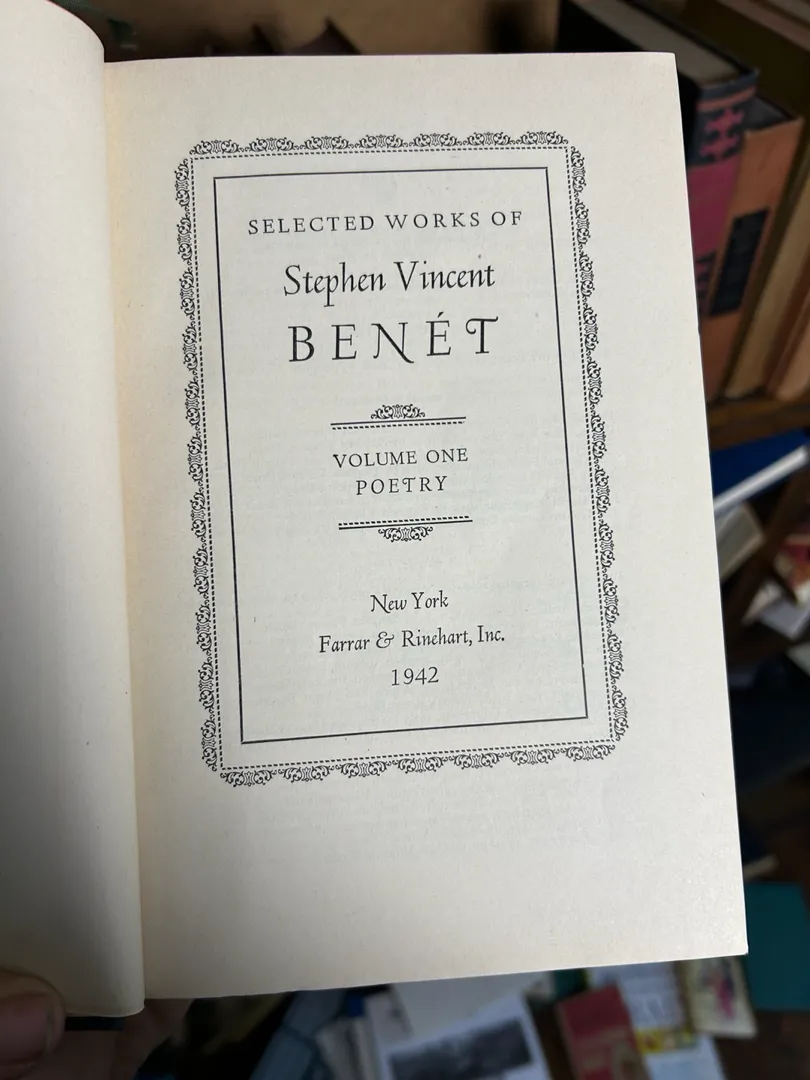 SELECTED WORKS OF
Stephen Vincent
BENÉT
VOLUME ONE
POETRY
New York
Farrar & Rinehart, Inc.
1942